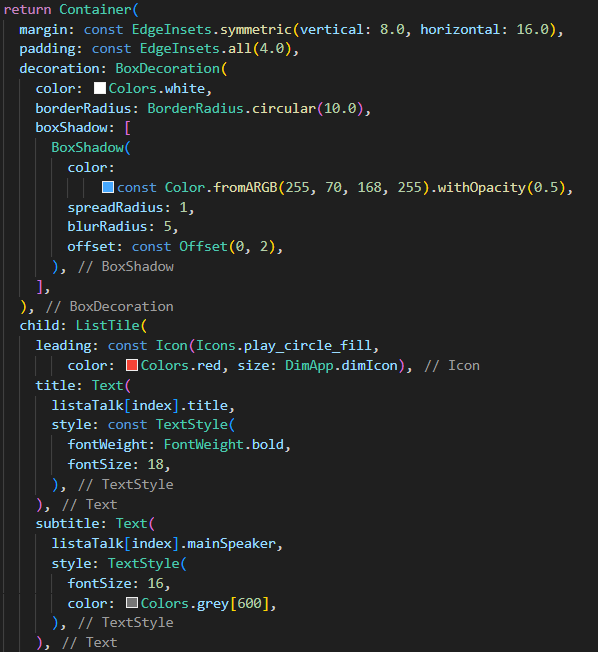 return Container(
margin: const EdgeInsets.symmetric(vertical: 8.0, horizontal: 16.0),
padding: const EdgeInsets.all(4.0),
decoration: BoxDecoration(
color: Colors.white,
borderRadius: BorderRadius.circular(10.0),
boxShadow: [
BoxShadow(
color:
const Color.fromARGB(255, 70, 168, 255).withOpacity(0.5),
spreadRadius: 1,
blurRadius: 5,
offset: const Offset(0, 2),
), // BoxShadow
],
), // BoxDecoration
child: ListTile(
leading: const Icon(Icons.play_circle_fill,
color: Colors.red, size: DimApp.dimIcon), // Icon
title: Text(
listaTalk[index].title,
style: const TextStyle(
fontWeight: FontWeight.bold,
fontSize: 18,
), // TextStyle
), // Text
subtitle: Text(
listaTalk[index].mainSpeaker,
style: TextStyle(
fontSize: 16,
color: Colors.grey[600],
), // TextStyle
), // Text